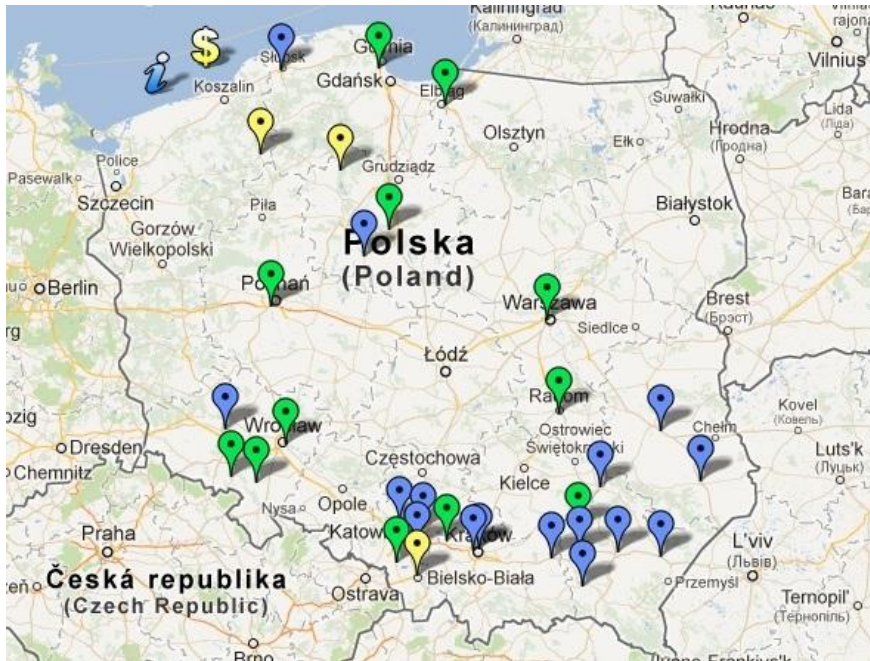 Kaliningrad
(Калининград)
Vilnius
rajona
Vilnius
Słupsk
Gdynia
Gdańsk
Koszalin
Elbląg
Suwałki
Lida
(Ліда)
Hrodna
(Гродна)
Olsztyn
Ełk
Police
Pasewalk
Grudziądz
Szczecin
Białystok
Piła
Gorzów
Wielkopolski
Polska
(Poland)
Berlin
Poznań
Warszawa
Brest
(Брэст)
Siedlce
Łódź
Radom
Kovel
(Ковель)
Wrocław
Ostrowiec
Świętokrzyski
Chełm
Dresden
Chemnitz
Częstochowa
Luts'k
(Луцьк)
Kielce
Opole
Nysa
Praha
Kraków
L'viv
(Львів)
Česká republika
(Czech Republic)
Ostrava
Bielsko-Biała
Przemyśl
Ternopil'
(Тернопіль)
Brno